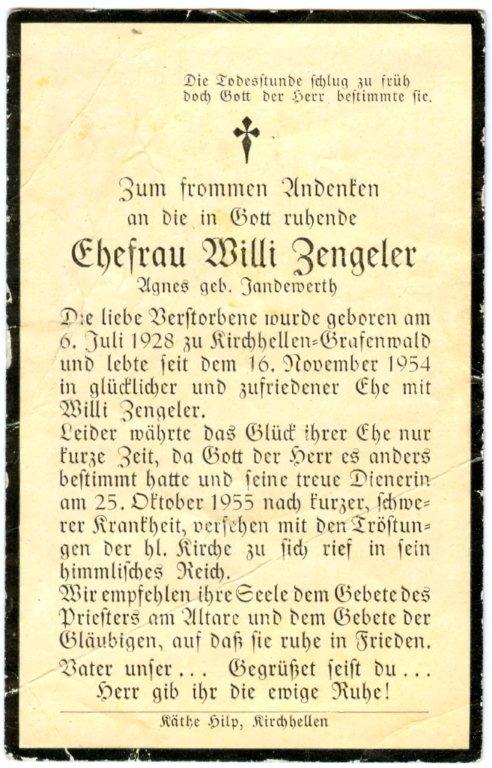 Die Todesstunde schlug zu früh
doch Gott der Herr bestimmte sie.
Zum frommen Andenken
an die in Gott ruhende
Ehefrau Willi Zengeler
Agnes geb. Jandewerth
Die liebe Verstorbene wurde geboren am
6. Juli 1928 zu Kirchhellen-Grafenwald
und lebte seit dem 16. November 1954
in glücklicher und zufriedener Ehe mit
Willi Zengeler.
Leider währte das Glück ihrer Ehe nur
kurze Zeit, da Gott der Herr es anders
bestimmt hatte und seine treue Dienerin
am 25. Oktober 1955 nach kurzer, schwe-
rer Krankheit, versehen mit den Tröstun-
gen der hl. Kirche zu sich rief in sein
himmlisches Reich.
Wir empfehlen ihre Seele dem Gebete des
Priesters am Altare und dem Gebete der
Gläubigen, auf daß sie ruhe in Frieden.
Vater unser... Gegrüßet seist du...
Herr gib ihr die ewige Ruhe!
Käthe Hilp, Kirchhellen